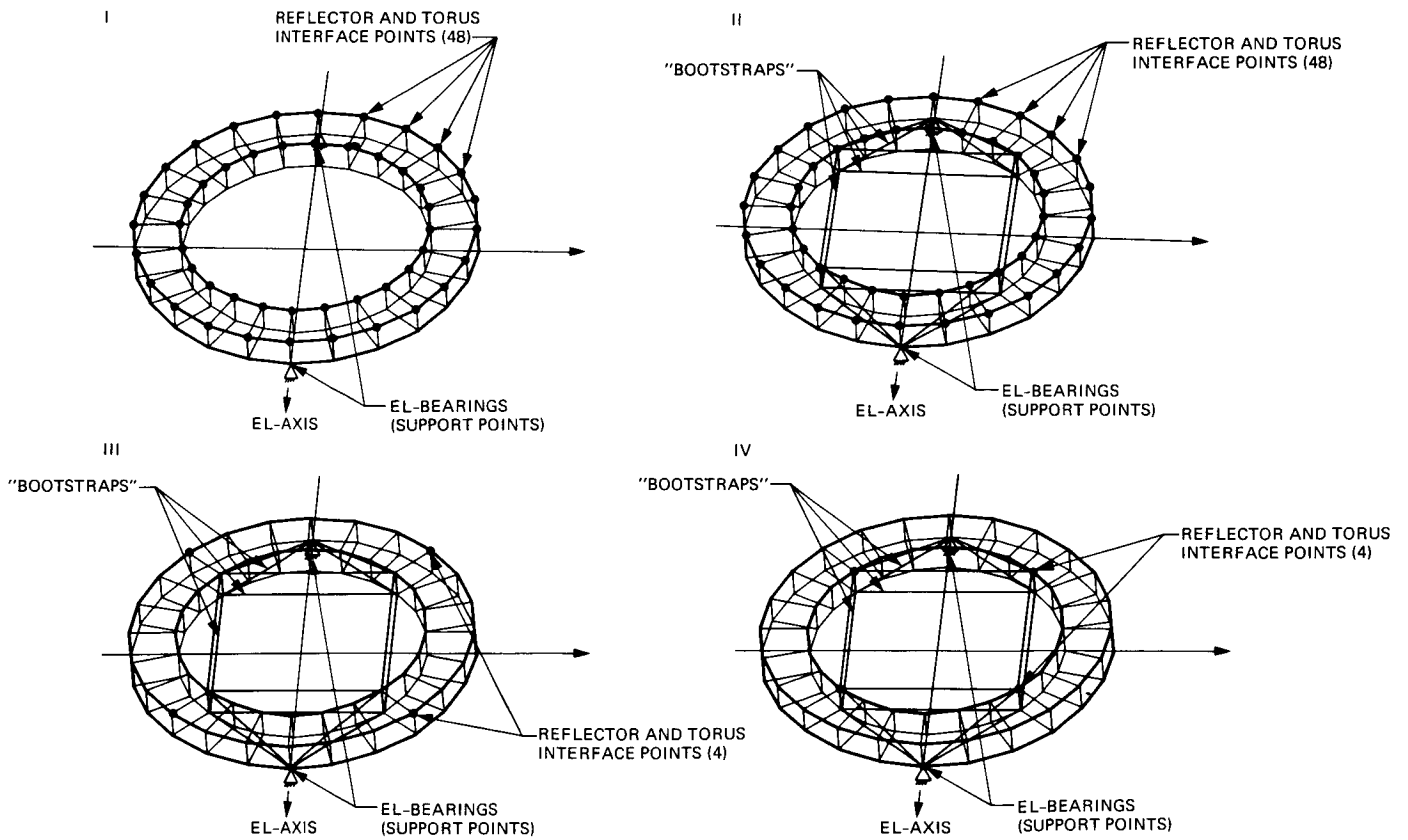 I
REFLECTOR AND TORUS
INTERFACE POINTS (48)
EL-BEARINGS
(SUPPORT POINTS)
EL-AXIS
II
"BOOTSTRAPS"
REFLECTOR AND TORUS
INTERFACE POINTS (48)
EL-BEARINGS
(SUPPORT POINTS)
EL-AXIS
III
"BOOTSTRAPS"
REFLECTOR AND TORUS
INTERFACE POINTS (4)
EL-BEARINGS
(SUPPORT POINTS)
EL-AXIS
IV
"BOOTSTRAPS"
REFLECTOR AND TORUS
INTERFACE POINTS (4)
EL-BEARINGS
(SUPPORT POINTS)
EL-AXIS